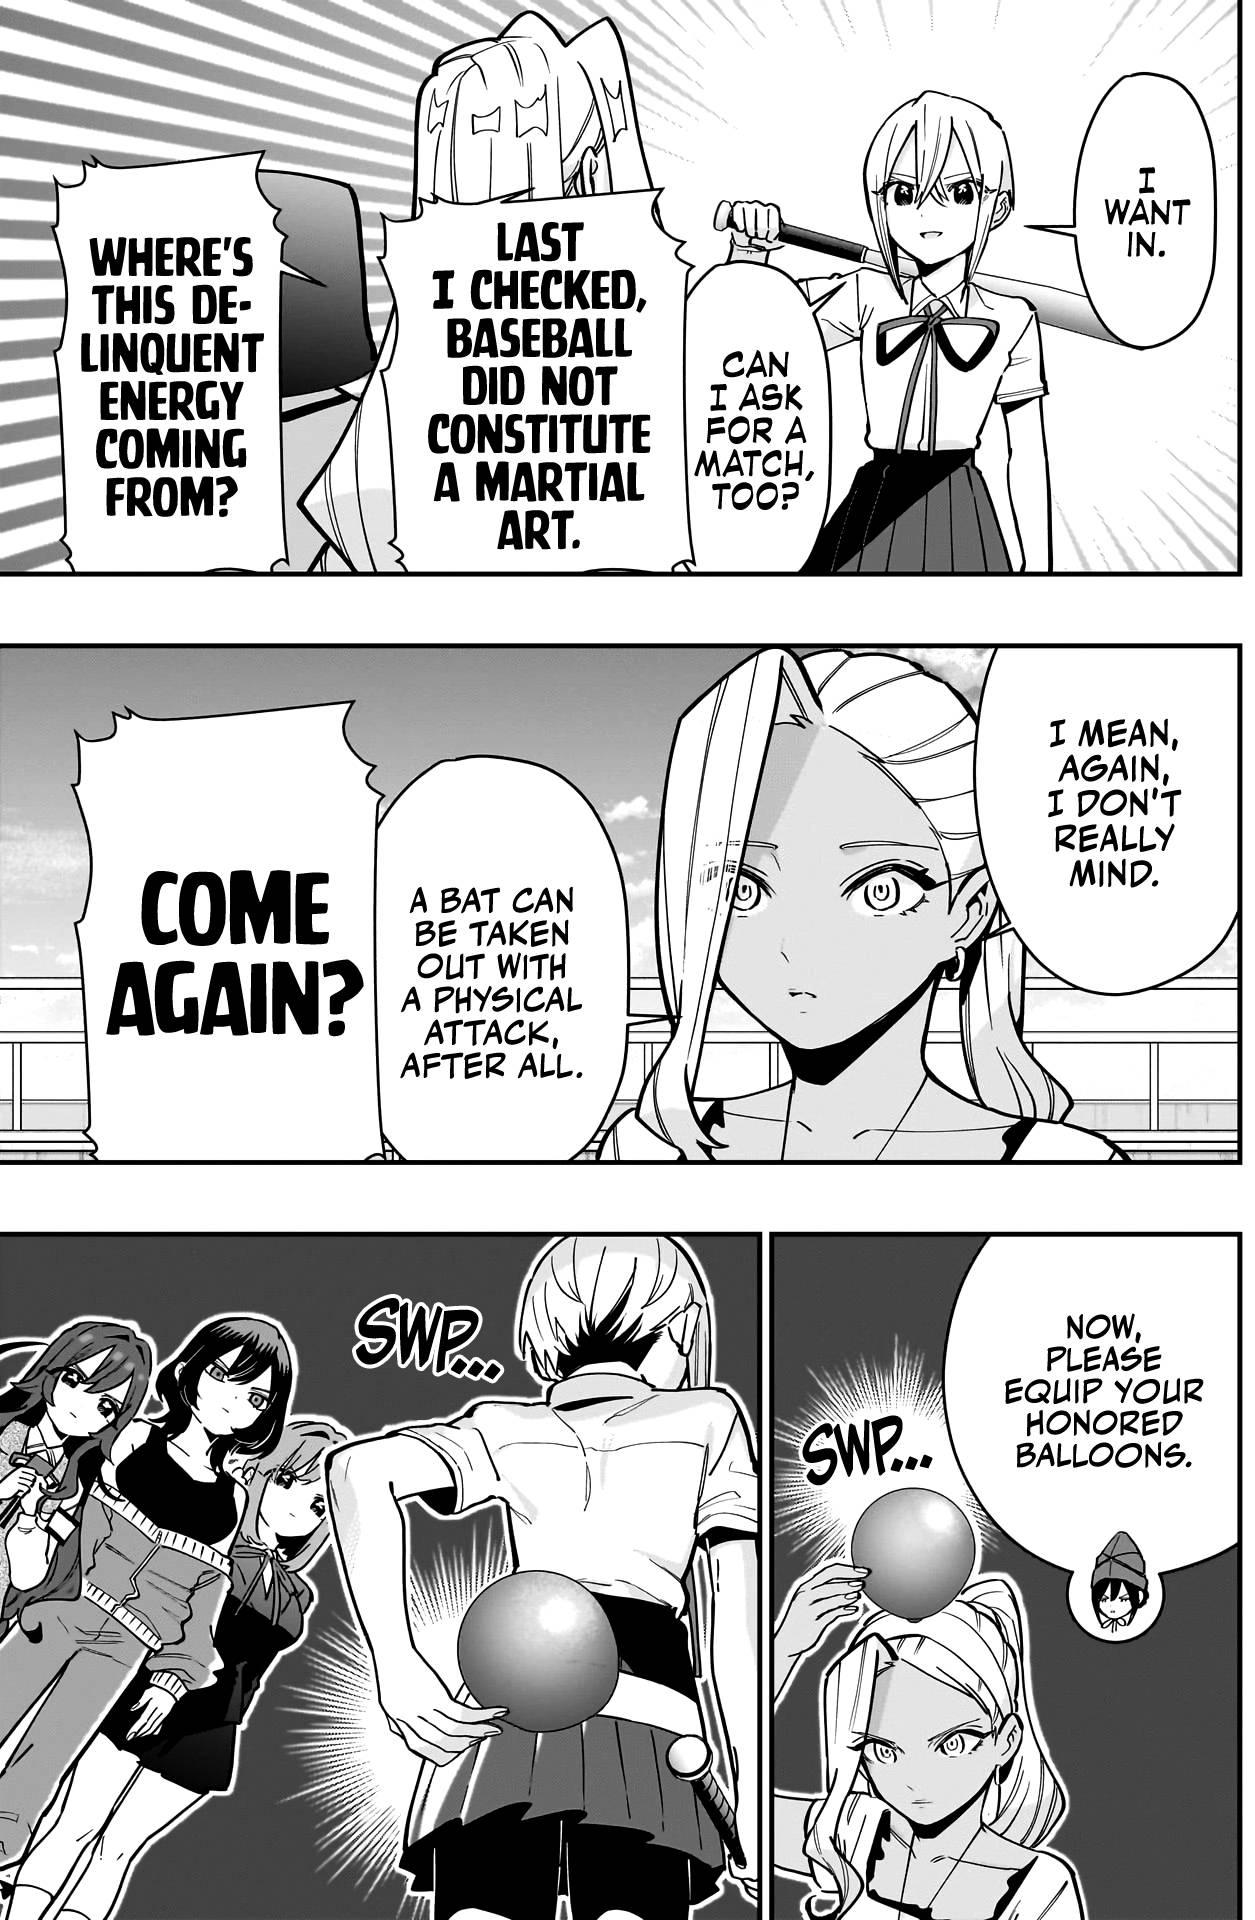 I
WANT
IN.
CAN
I ASK
FOR A
MATCH,
TOO?
LAST
I CHECKED,
BASEBALL
DID NOT
CONSTITUTE
A MARTIAL
ART.
WHERE'S
THIS DE-
LINQUENT
ENERGY
COMING
FROM?
I MEAN,
AGAIN,
I DON'T
REALLY
MIND.
A BAT CAN
BE TAKEN
OUT WITH
A PHYSICAL
ATTACK,
AFTER ALL.
COME
AGAIN?
NOW,
PLEASE
EQUIP YOUR
HONORED
BALLOONS.
SWP...
SWP...